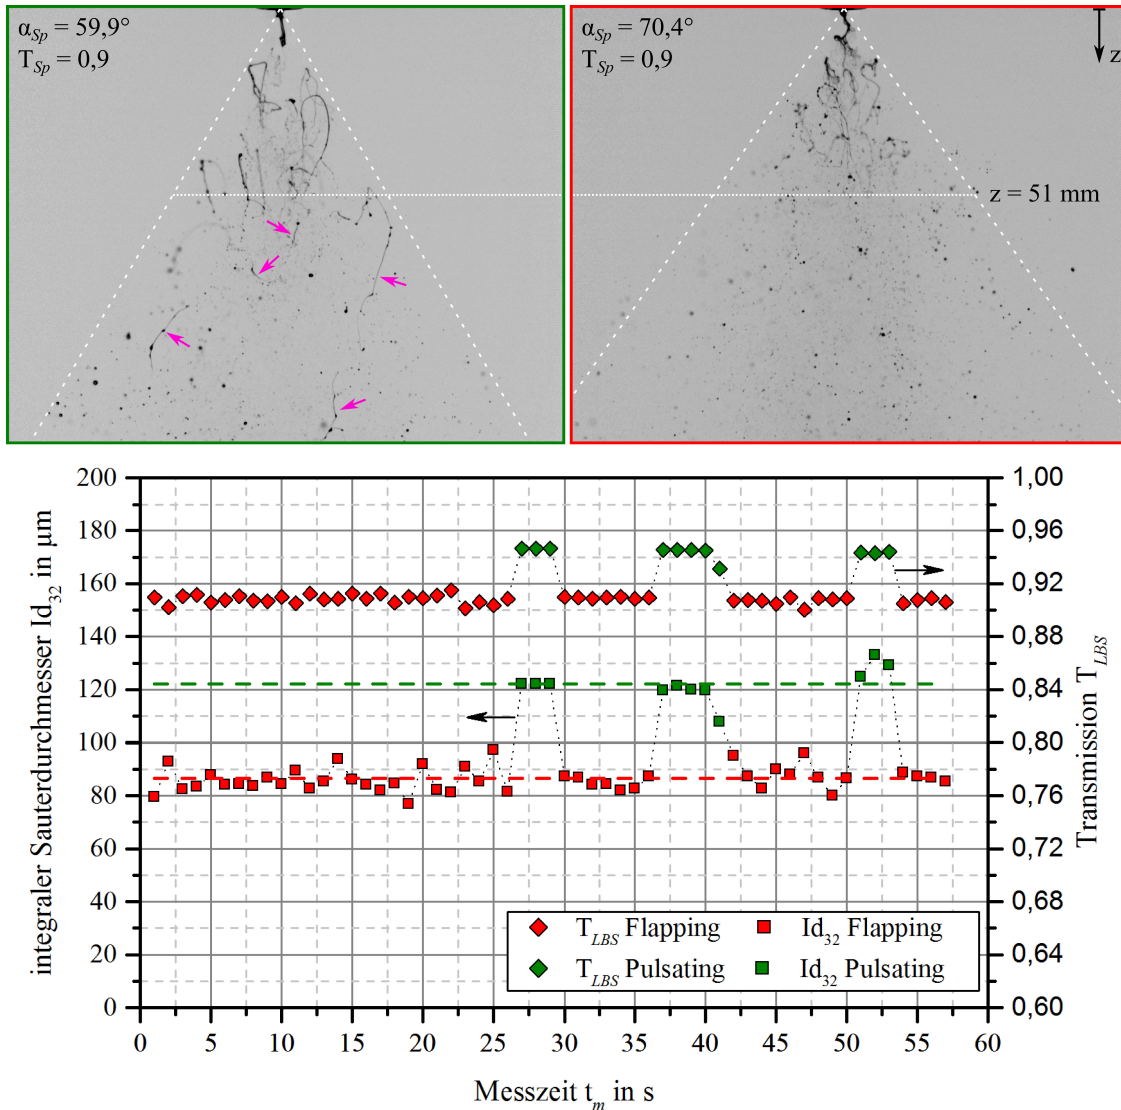 α_Sp = 59,9°
T_Sp = 0,9
α_Sp = 70,4°
T_Sp = 0,9
z
z = 51 mm
integraler Sauterdurchmesser Id_32 in µm
200
180
160
140
120
100
80
60
40
20
0
1,00
0,96
0,92
0,88
0,84
0,80
0,76
0,72
0,68
0,64
0,60
Transmission T_LBS
T_LBS Flapping
Id_32 Flapping
T_LBS Pulsating
Id_32 Pulsating
0 5 10 15 20 25 30 35 40 45 50 55 60
Messzeit t_m in s